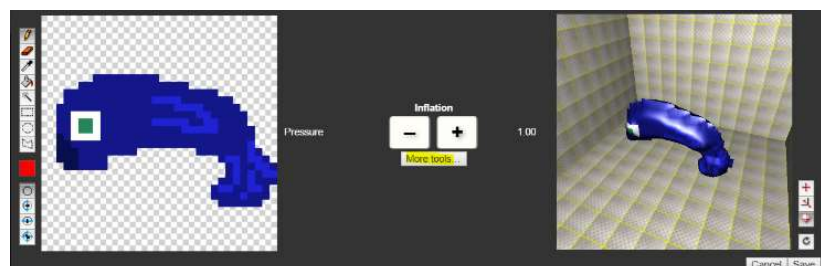 Inflation
Pressure
–
+
1.00
More tools...
Cancel
Save